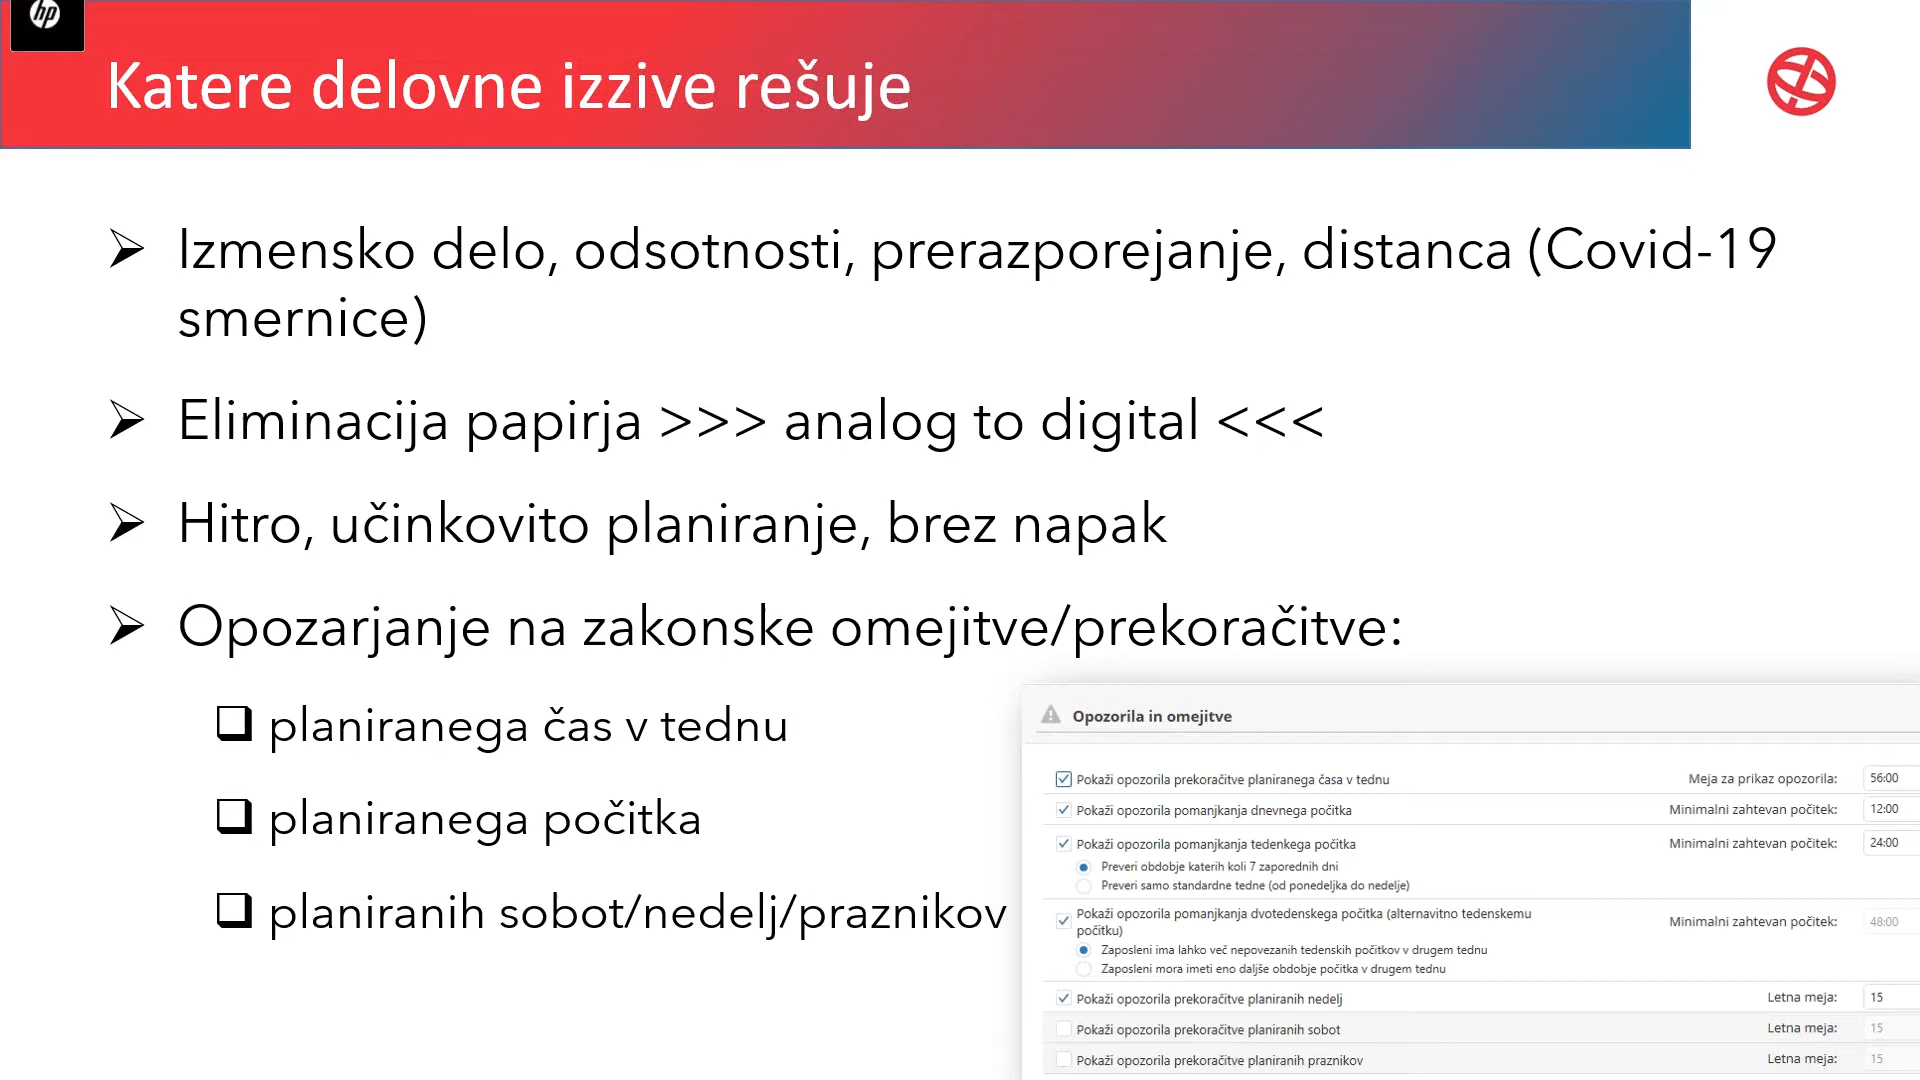 hp
Katere delovne izzive rešuje
Izmensko delo, odsotnosti, prerazporejanje, distanca (Covid-19
smernice)
Eliminacija papirja >>> analog to digital <<<
Hitro, učinkovito planiranje, brez napak
Opozarjanje na zakonske omejitve/prekoračitve:
planiranega čas v tednu
planiranega počitka
planiranih sobot/nedelj/praznikov
Opozorila in omejitve
Pokaži opozorila prekoračitve planiranega časa v tednu Meja za prikaz opozorila: 56:00
Pokaži opozorila pomanjkanja dnevnega počitka Minimalni zahtevan počitek: 12:00
Pokaži opozorila pomanjkanja tedenkega počitka Minimalni zahtevan počitek: 24:00
Preveri obdobje katerih koli 7 zaporednih dni
Preveri samo standardne tedne (od ponedeljka do nedelje)
Pokaži opozorila pomanjkanja dvotedenskega počitka (alternavitno tedenskemu
počitku) Minimalni zahtevan počitek: 48:00
Zaposleni ima lahko več nepovezanih tedenskih počitkov v drugem tednu
Zaposleni mora imeti eno daljše obdobje počitka v drugem tednu
Pokaži opozorila prekoračitve planiranih nedelj Letna meja: 15
Pokaži opozorila prekoračitve planiranih sobot Letna meja: 15
Pokaži opozorila prekoračitve planiranih praznikov Letna meja: 15